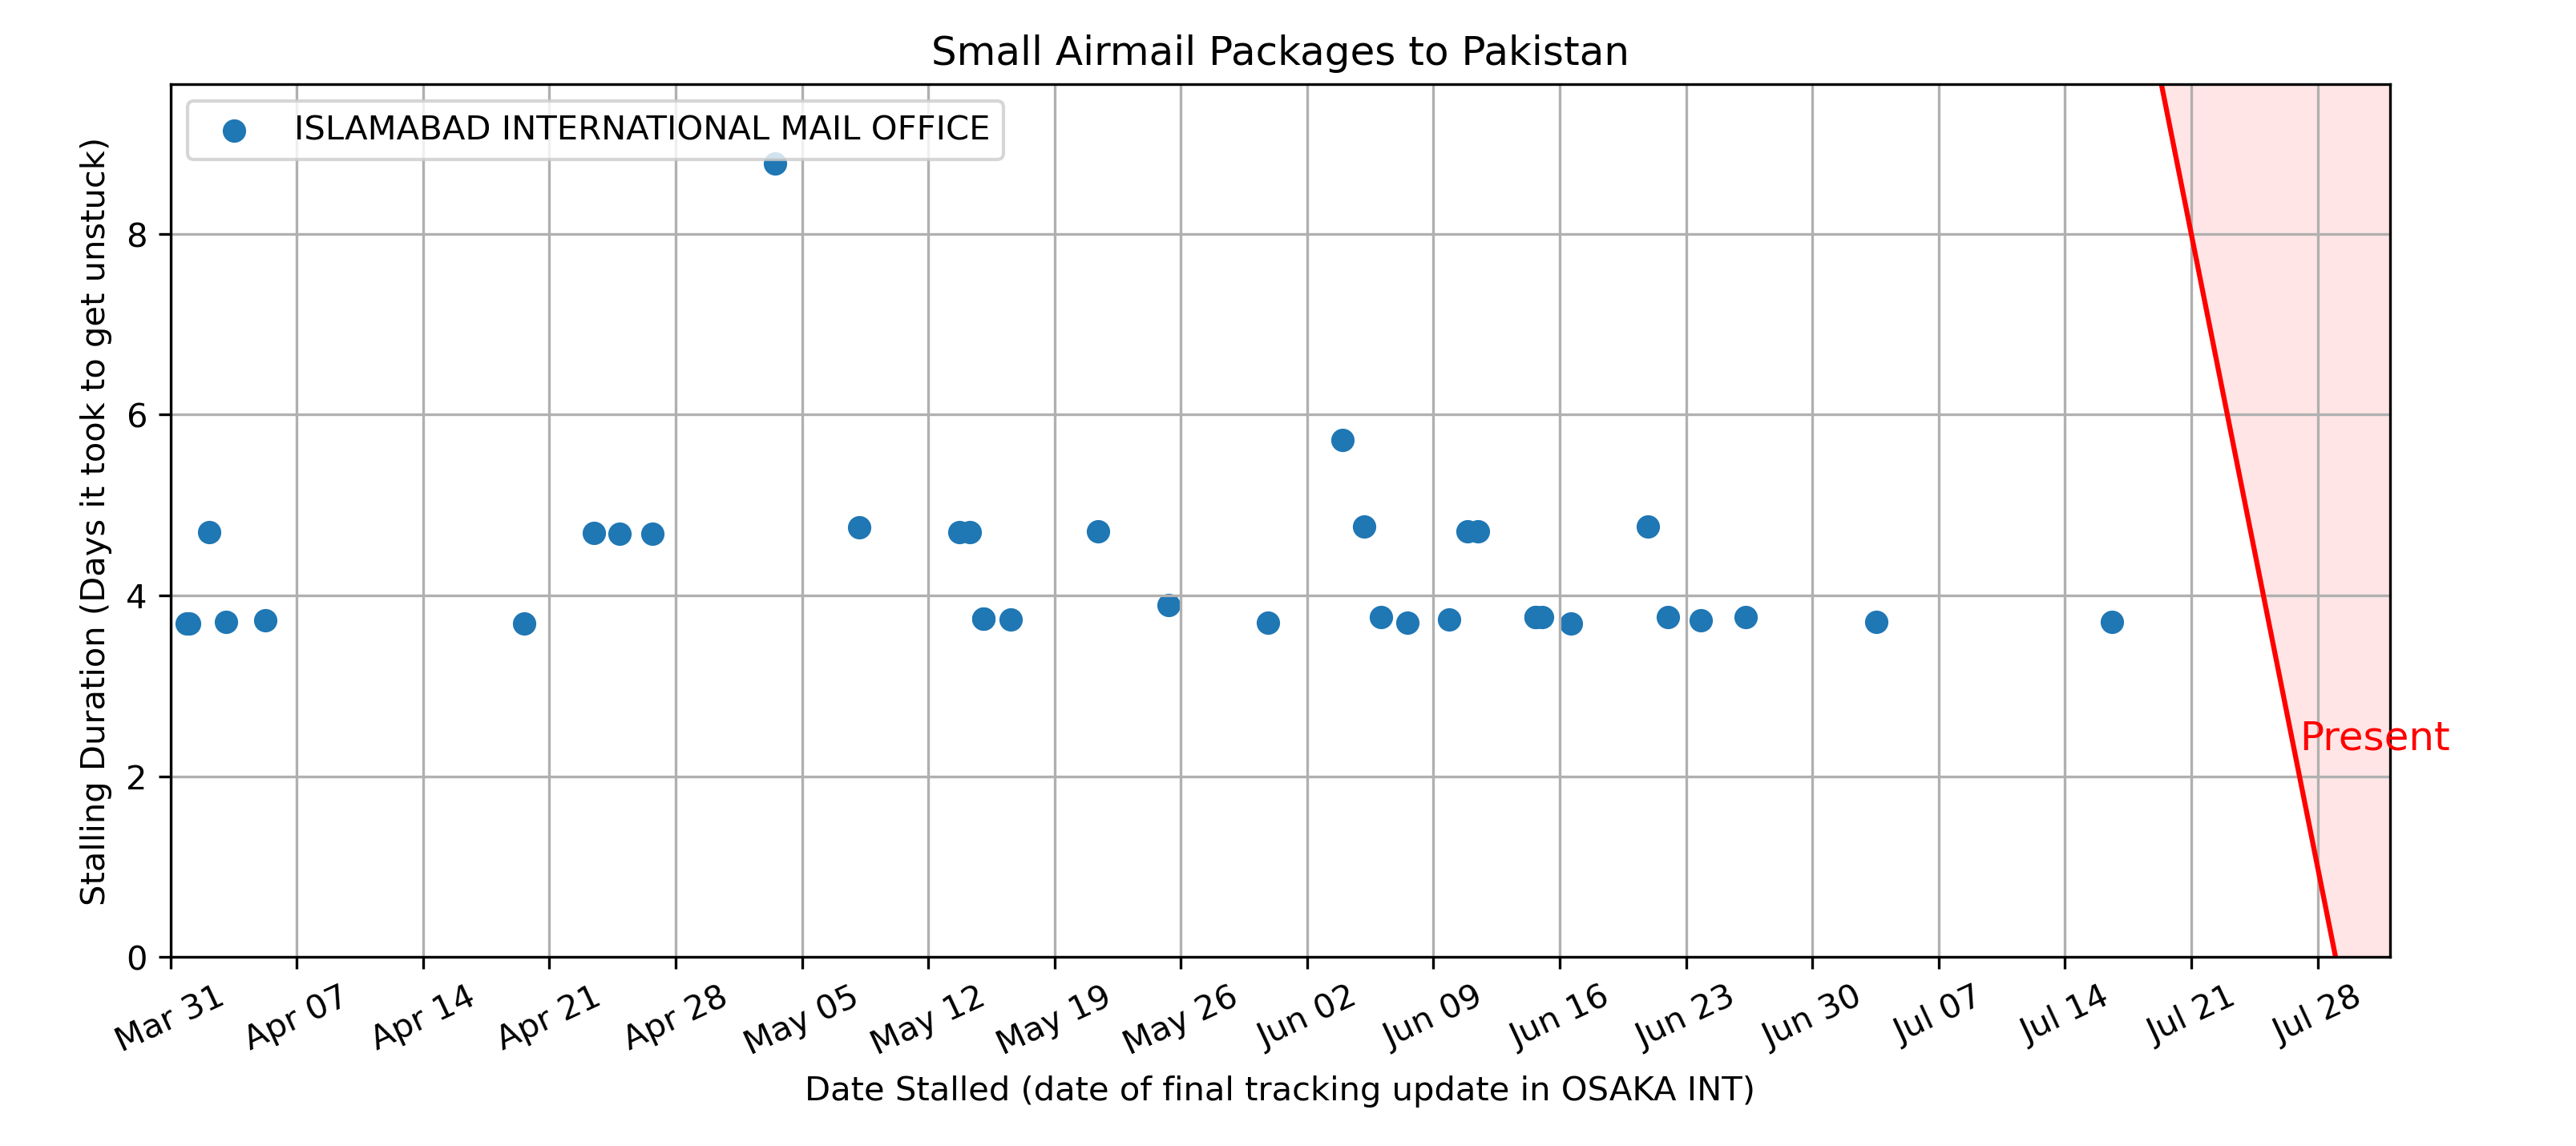 Small Airmail Packages to Pakistan
ISLAMABAD INTERNATIONAL MAIL OFFICE
Stalling Duration (Days it took to get unstuck)
8
6
4
2
0
Present
Mar 31
Apr 07
Apr 14
Apr 21
Apr 28
May 05
May 12
May 19
May 26
Jun 02
Jun 09
Jun 16
Jun 23
Jun 30
Jul 07
Jul 14
Jul 21
Jul 28
Date Stalled (date of final tracking update in OSAKA INT)